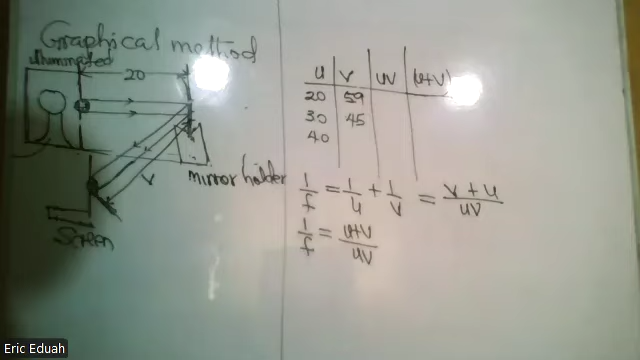 Graphical method
illuminated
20
v
mirror holder
Screen
u v uv (u+v)
20 59
30 45
40
1/f = 1/u + 1/v = v+u/uv
1/f = u+v/uv
Eric Eduah